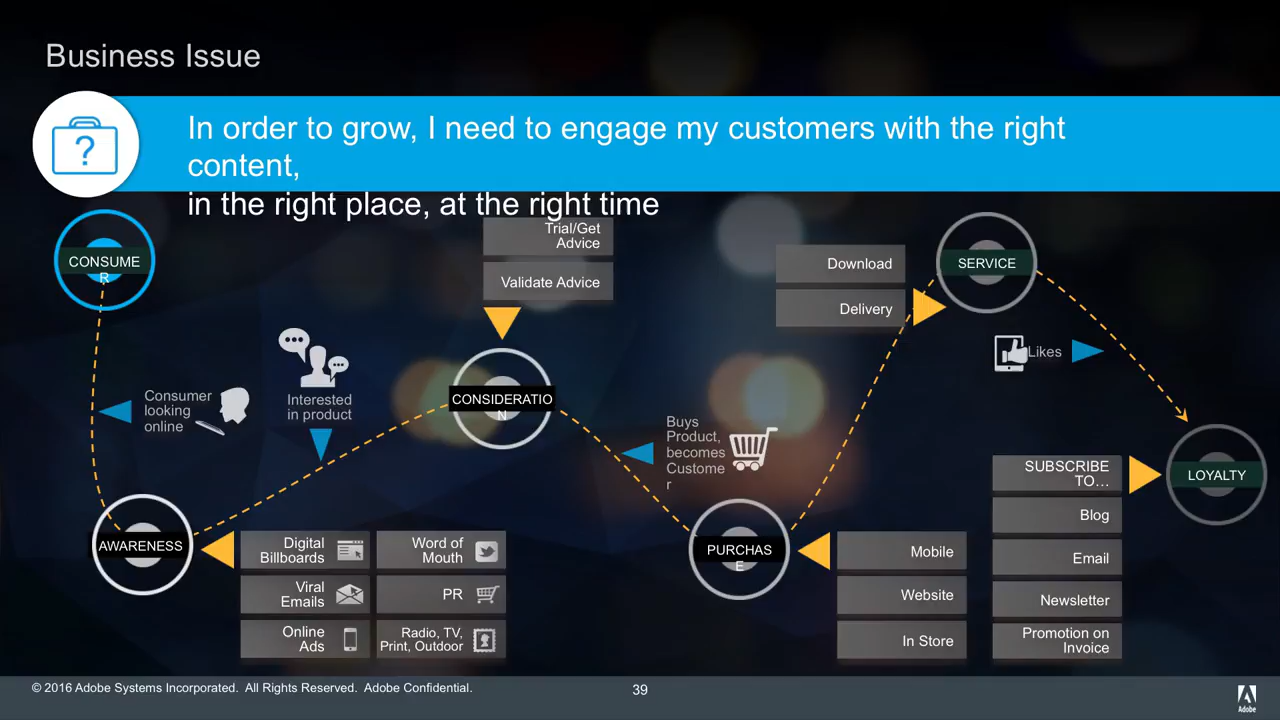 Business Issue
In order to grow, I need to engage my customers with the right
content,
in the right place, at the right time
?
CONSUME
R
Trial/Get
Advice
Validate Advice
Download
Delivery
SERVICE
Likes
Consumer
looking
online
Interested
in product
CONSIDERATIO
N
Buys
Product,
becomes
Custome
r
SUBSCRIBE
TO…
LOYALTY
Blog
Email
Newsletter
Promotion on
Invoice
AWARENESS
Digital
Billboards
Word of
Mouth
Viral
Emails
PR
Online
Ads
Radio, TV,
Print, Outdoor
PURCHAS
E
Mobile
Website
In Store
© 2016 Adobe Systems Incorporated. All Rights Reserved. Adobe Confidential.
39
Adobe